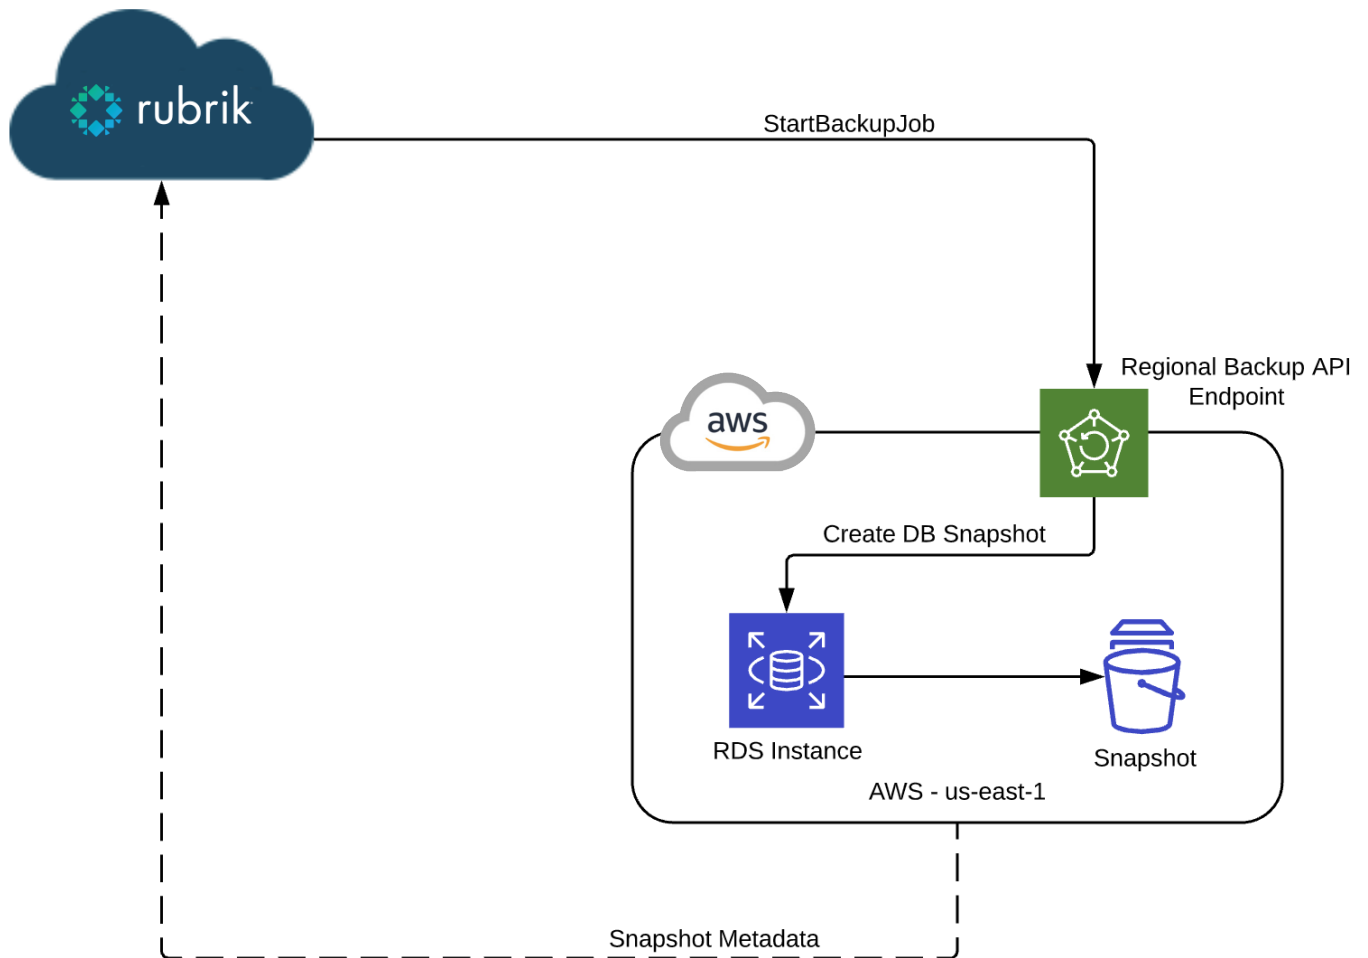 rubrik
StartBackupJob
Regional Backup API
Endpoint
aws
Create DB Snapshot
RDS Instance
Snapshot
AWS - us-east-1
Snapshot Metadata